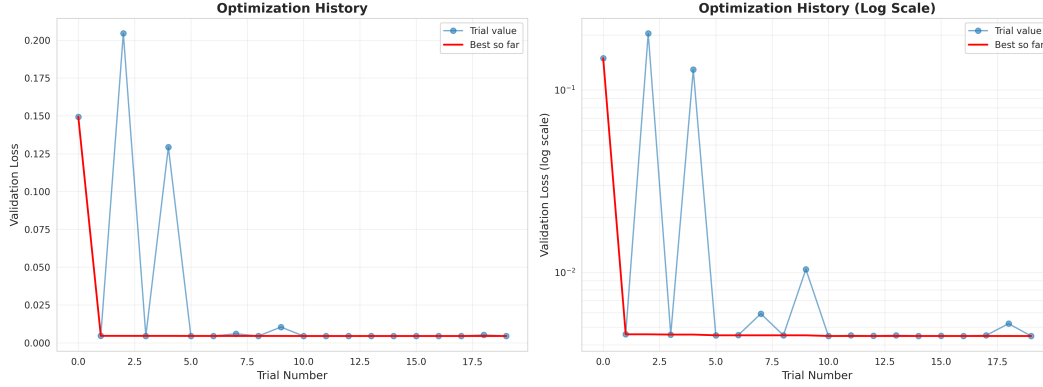 Optimization History
Validation Loss
0.200
0.175
0.150
0.125
0.100
0.075
0.050
0.025
0.000
0.0
2.5
5.0
7.5
10.0
12.5
15.0
17.5
Trial Number
Trial value
Best so far
Optimization History (Log Scale)
Validation Loss (log scale)
10⁻¹
10⁻²
0.0
2.5
5.0
7.5
10.0
12.5
15.0
17.5
Trial Number
Trial value
Best so far